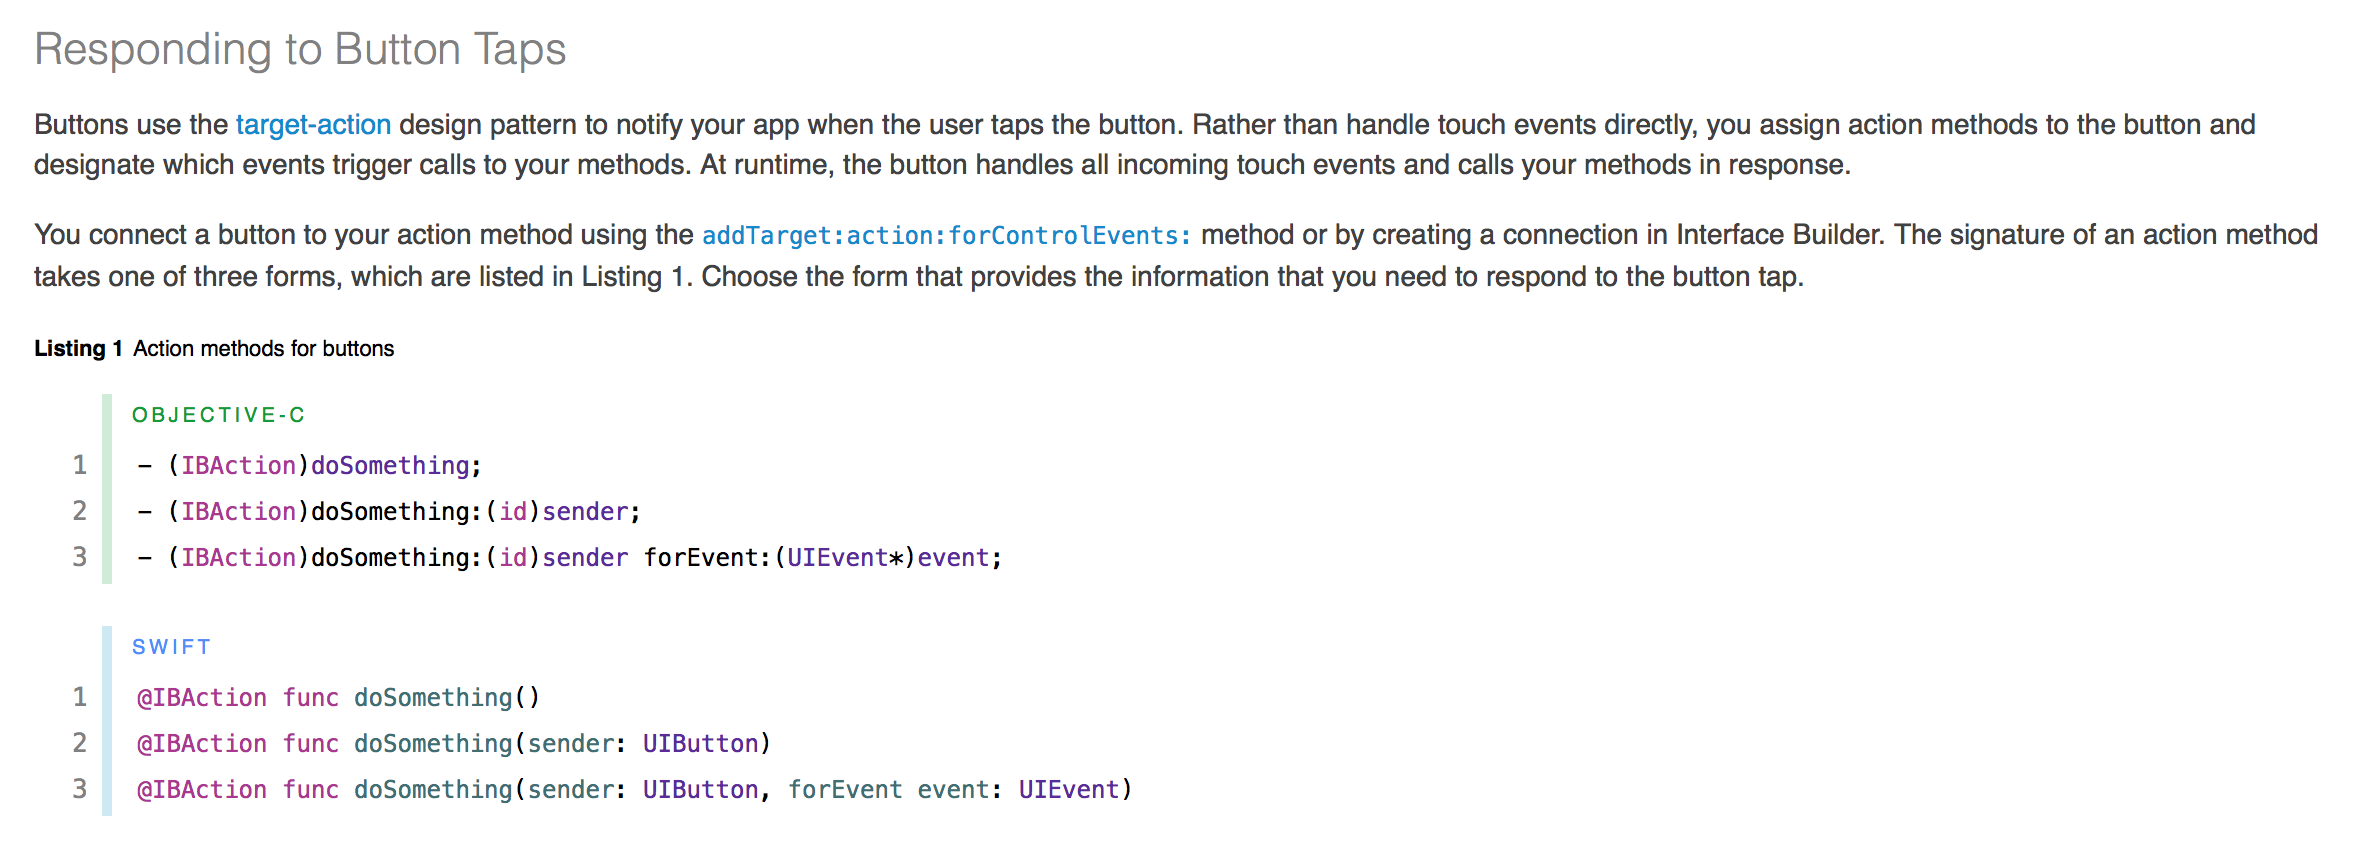 Responding to Button Taps
Buttons use the target-action design pattern to notify your app when the user taps the button. Rather than handle touch events directly, you assign action methods to the button and
designate which events trigger calls to your methods. At runtime, the button handles all incoming touch events and calls your methods in response.
You connect a button to your action method using the addTarget:action:forControlEvents: method or by creating a connection in Interface Builder. The signature of an action method
takes one of three forms, which are listed in Listing 1. Choose the form that provides the information that you need to respond to the button tap.
Listing 1 Action methods for buttons
OBJECTIVE-C
1 - (IBAction)doSomething;
2 - (IBAction)doSomething:(id)sender;
3 - (IBAction)doSomething:(id)sender forEvent:(UIEvent*)event;
SWIFT
1 @IBAction func doSomething()
2 @IBAction func doSomething(sender: UIButton)
3 @IBAction func doSomething(sender: UIButton, forEvent event: UIEvent)